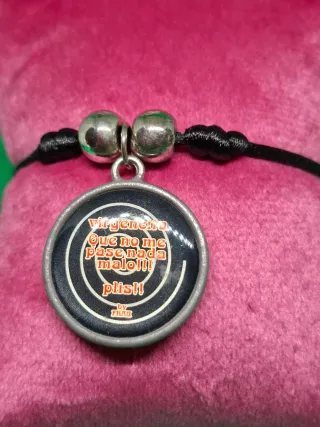 virgencita
Que no me
pase nada
malo!!!
plis!!